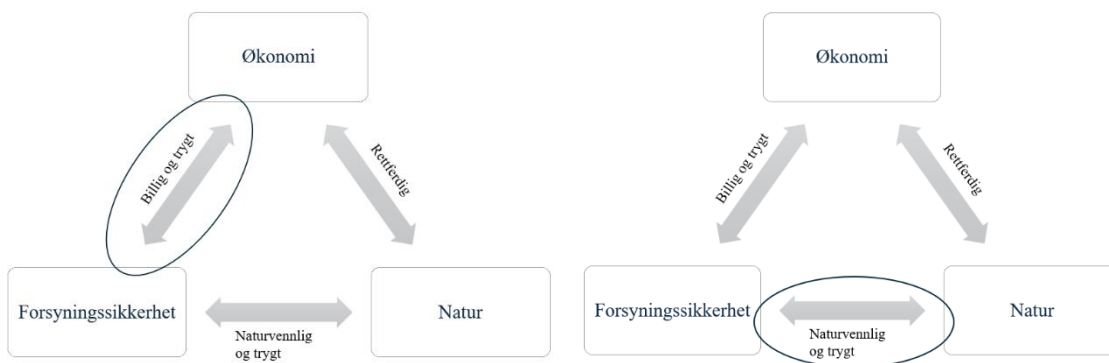 Økonomi
Billig og trygt
Rettferdig
Forsyningssikkerhet
Natur
Naturvennlig
og trygt
Økonomi
Billig og trygt
Rettferdig
Forsyningssikkerhet
Natur
Naturvennlig
og trygt